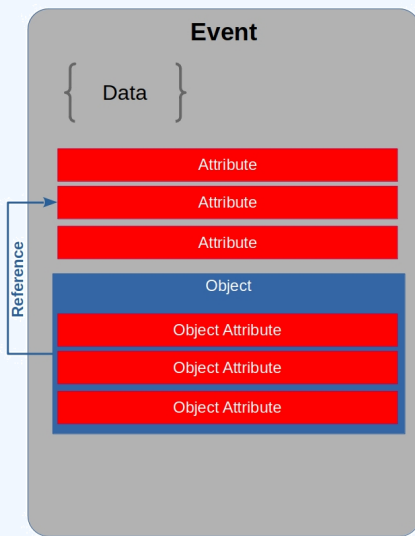 Event
{ Data }
Attribute
Attribute
Attribute
Reference
Object
Object Attribute
Object Attribute
Object Attribute